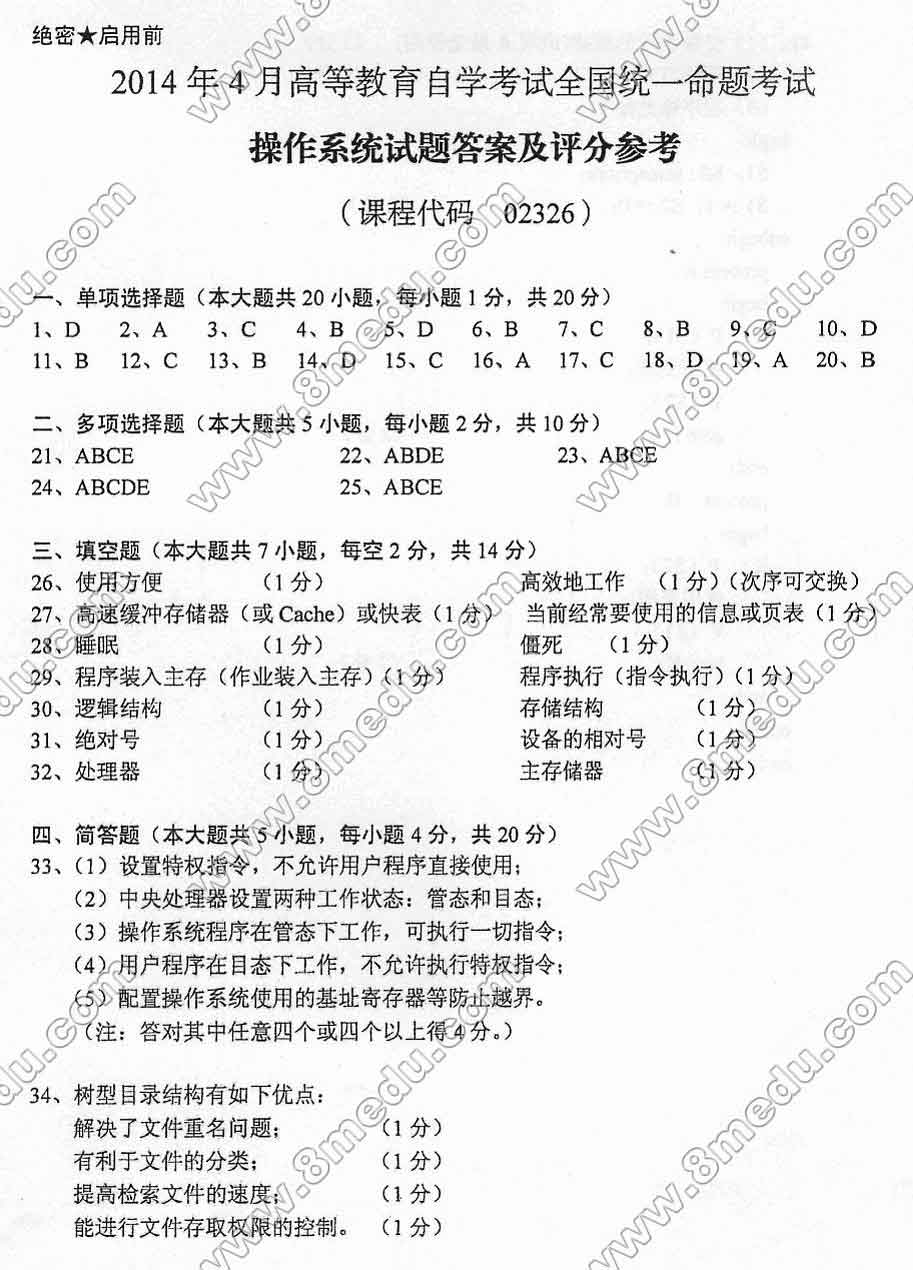 绝密★启用前
2014 年 4 月高等教育自学考试全国统一命题考试
操作系统试题答案及评分参考
（课程代码 02326）
一、单项选择题（本大题共 20 小题，每小题 1 分，共 20 分）
1、D 2、A 3、C 4、B 5、D 6、B 7、C 8、B 9、C 10、D
11、B 12、C 13、B 14、D 15、C 16、A 17、C 18、D 19、A 20、B
二、多项选择题（本大题共 5 小题，每小题 2 分，共 10 分）
21、ABCE 22、ABDE 23、ABCE
24、ABCDE 25、ABCE
三、填空题（本大题共 7 小题，每空 2 分，共 14 分）
26、使用方便 （1 分） 高效地工作 （1 分）（次序可交换）
27、高速缓冲存储器（或 Cache）或快表（1 分） 当前经常要使用的信息或页表（1 分）
28、睡眠 （1 分） 僵死 （1 分）
29、程序装入主存（作业装入主存）（1 分） 程序执行（指令执行）（1 分）
30、逻辑结构 （1 分） 存储结构 （1 分）
31、绝对号 （1 分） 设备的相对号 （1 分）
32、处理器 （1 分） 主存储器 （1 分）
四、简答题（本大题共 5 小题，每小题 4 分，共 20 分）
33、（1）设置特权指令，不允许用户程序直接使用；
（2）中央处理器设置两种工作状态：管态和目态；
（3）操作系统程序在管态下工作，可执行一切指令；
（4）用户程序在目态下工作，不允许执行特权指令；
（5）配置操作系统使用的基址寄存器等防止越界。
（注：答对其中任意四个或四个以上得 4 分。）
34、树型目录结构有如下优点：
解决了文件重名问题； （1 分）
有利于文件的分类； （1 分）
提高检索文件的速度； （1 分）
能进行文件存取权限的控制。 （1 分）
www.8medu.com